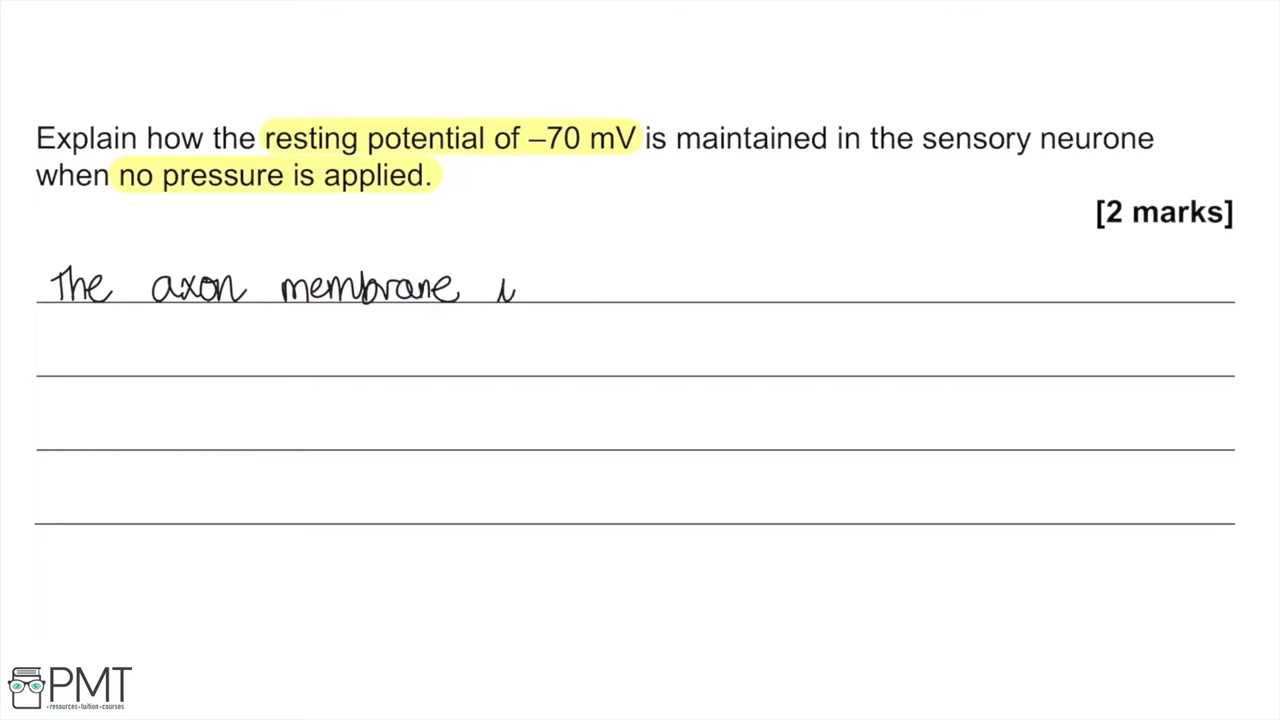 Explain how the resting potential of –70 mV is maintained in the sensory neurone
when no pressure is applied.
[2 marks]
The axon membrane i
PMT
•resources•tuition•courses